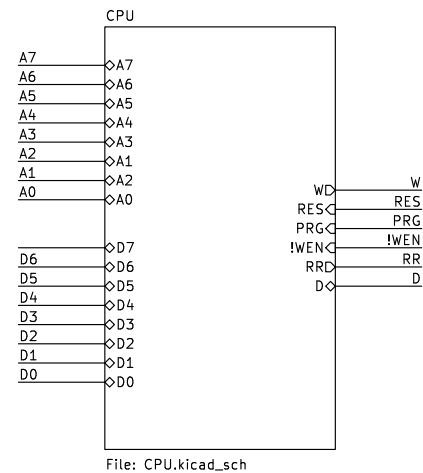 CPU
A7 A7
A6 A6
A5 A5
A4 A4
A3 A3
A2 A1
A1 A2
A0 A0
W W
RES RES
PRG PRG
D7 !WEN !WEN
D6 D6 RR RR
D5 D5 D D
D4 D4
D3 D3
D2 D2
D1 D1
D0 D0
File: CPU.kicad_sch